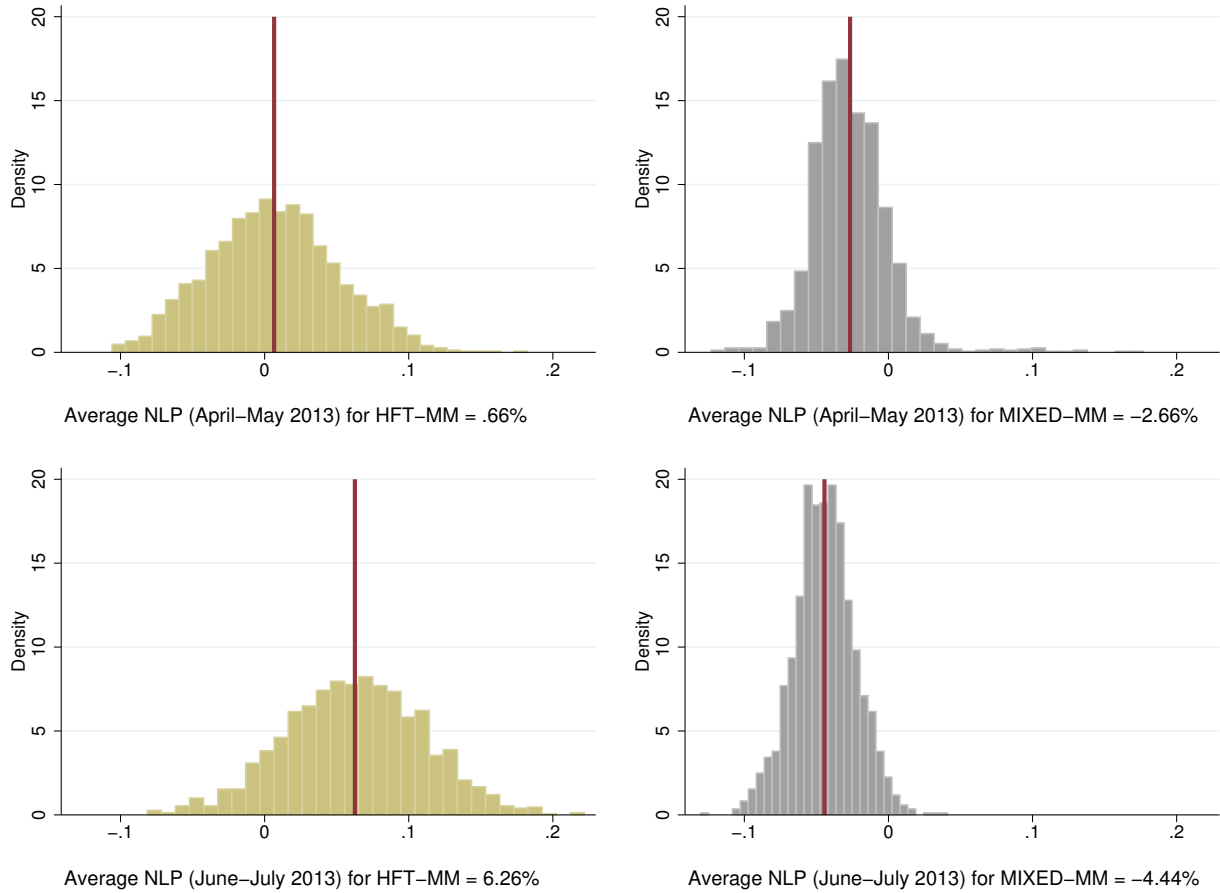 20
15
Density
10
5
0
−.1 0 .1 .2
Average NLP (April−May 2013) for HFT−MM = .66%
20
15
Density
10
5
0
−.1 0 .1 .2
Average NLP (April−May 2013) for MIXED−MM = −2.66%
20
15
Density
10
5
0
−.1 0 .1 .2
Average NLP (June−July 2013) for HFT−MM = 6.26%
20
15
Density
10
5
0
−.1 0 .1 .2
Average NLP (June−July 2013) for MIXED−MM = −4.44%